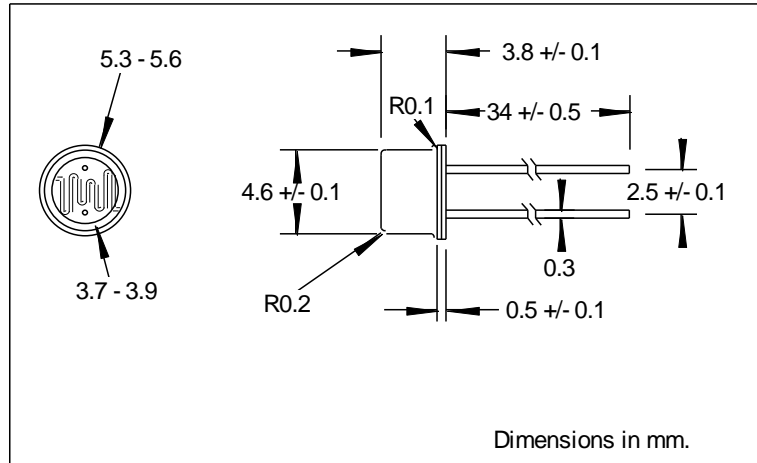 5.3 - 5.6
3.8 +/- 0.1
R0.1
34 +/- 0.5
4.6 +/- 0.1
2.5 +/- 0.1
3.7 - 3.9
R0.2
0.3
0.5 +/- 0.1
Dimensions in mm.